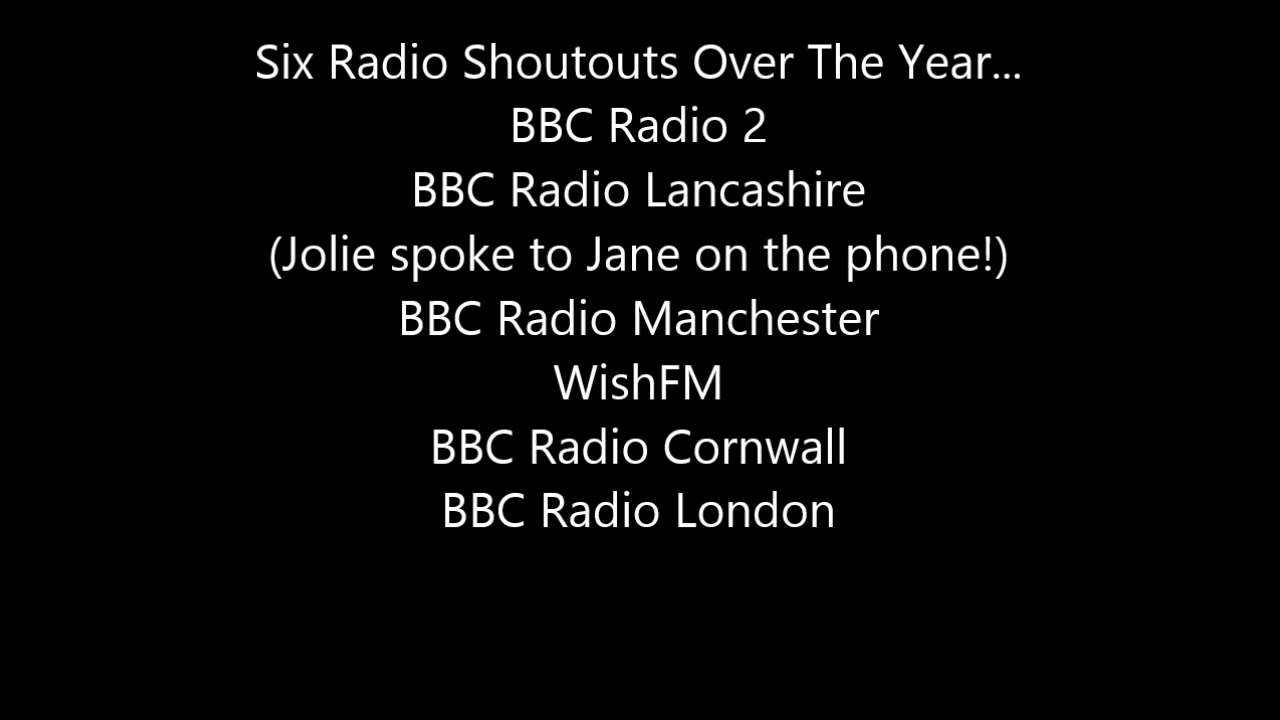 Six Radio Shoutouts Over The Year...
BBC Radio 2
BBC Radio Lancashire
(Jolie spoke to Jane on the phone!)
BBC Radio Manchester
WishFM
BBC Radio Cornwall
BBC Radio London